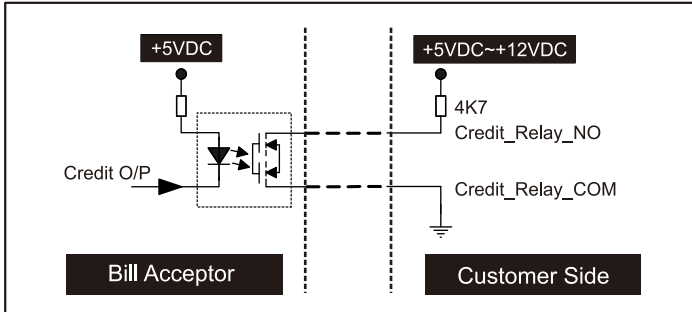 +5VDC
+5VDC~+12VDC
4K7
Credit_Relay_NO
Credit O/P
Credit_Relay_COM
Bill Acceptor
Customer Side